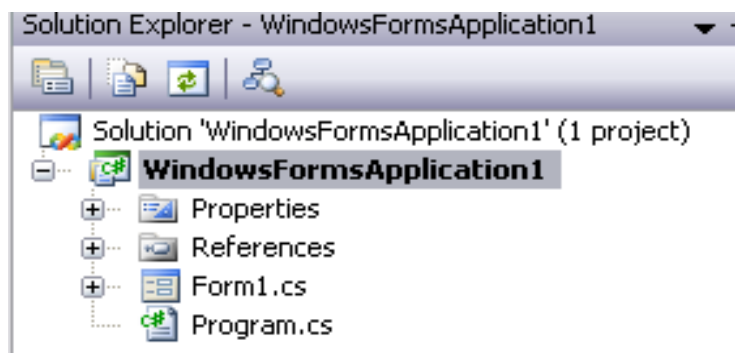 Solution Explorer - WindowsFormsApplication1
Solution 'WindowsFormsApplication1' (1 project)
WindowsFormsApplication1
Properties
References
Form1.cs
Program.cs